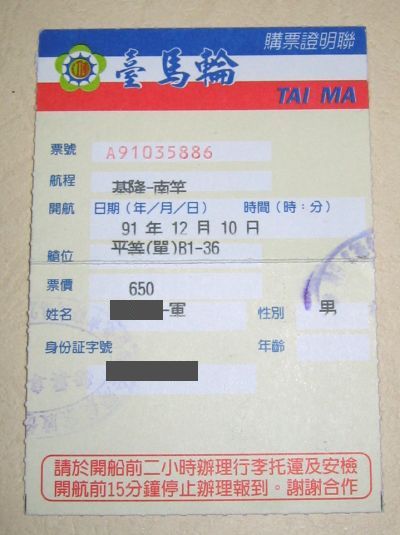 購票證明聯
臺馬輪
TAI MA
票號 A91035886
航程 基隆-南竿
開航 日期(年/月/日) 時間(時:分)
91 年 12 月 10 日
艙位 平等(單)B1-36
票價 650
姓名 -軍 性別 男
身份証字號 年齡
請於開船前二小時辦理行李托運及安檢
開航前15分鐘停止辦理報到。謝謝合作